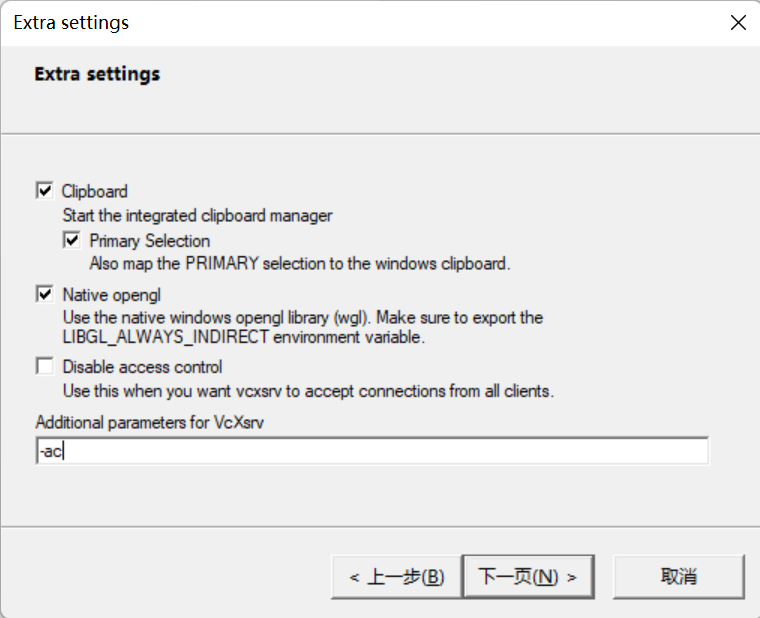 Extra settings
Extra settings
Clipboard
Start the integrated clipboard manager
Primary Selection
Also map the PRIMARY selection to the windows clipboard.
Native opengl
Use the native windows opengl library (wgl). Make sure to export the
LIBGL_ALWAYS_INDIRECT environment variable.
Disable access control
Use this when you want vcxsrv to accept connections from all clients.
Additional parameters for VcXsrv
-ac
< 上一步(B) 下一页(N) > 取消